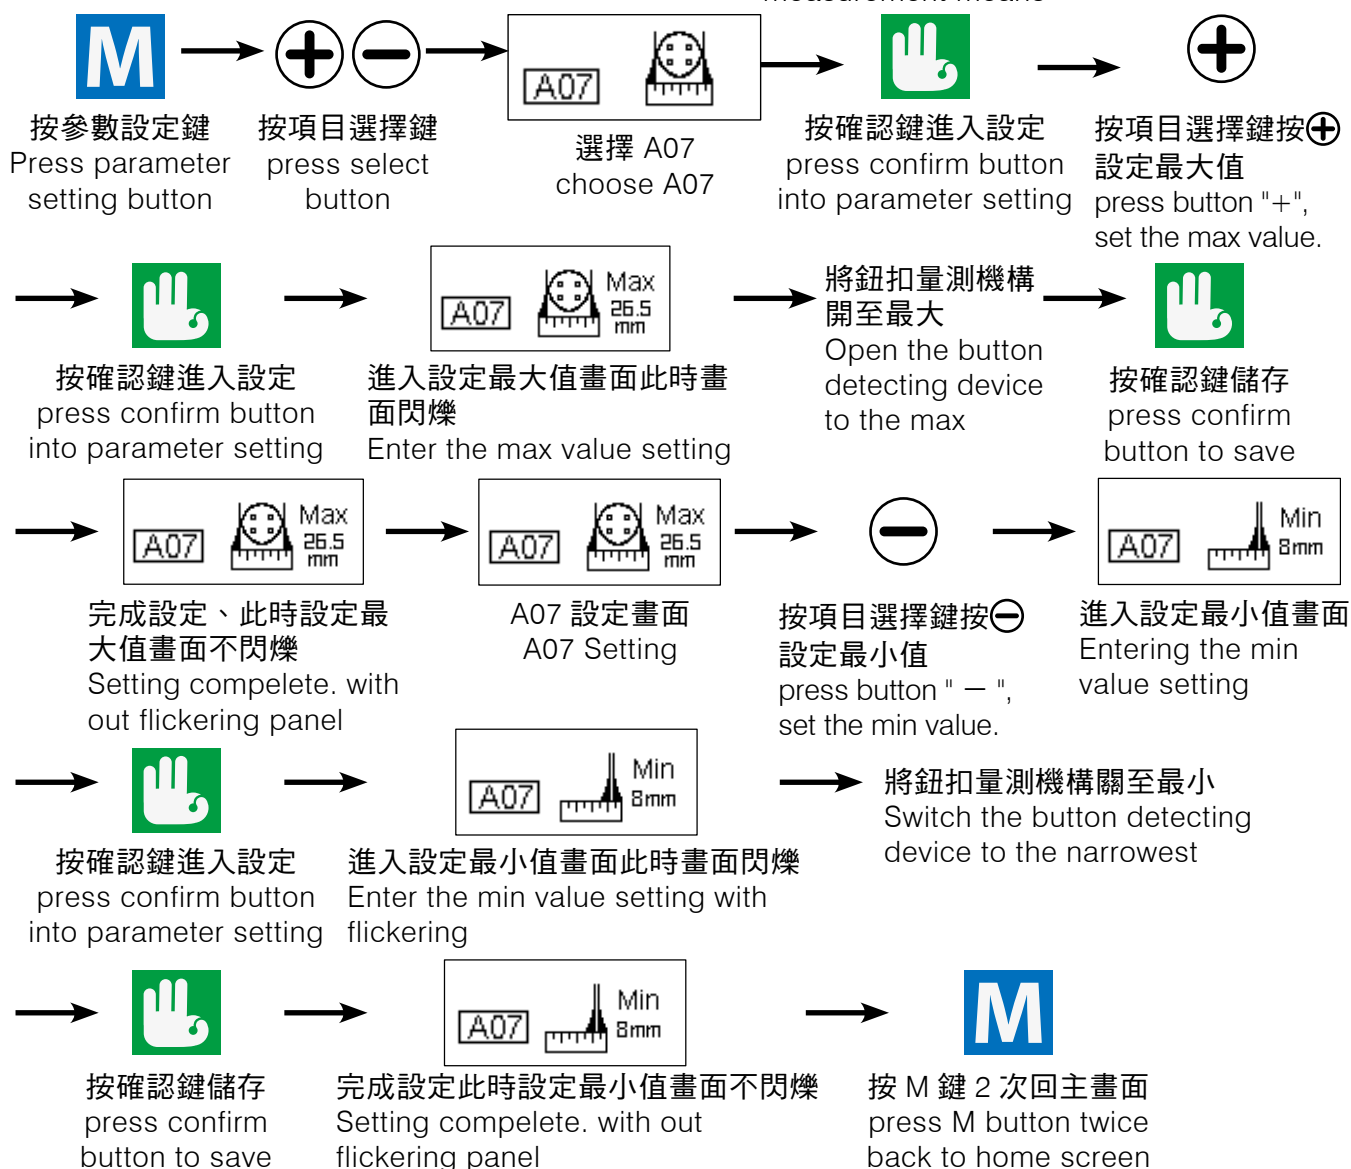 measurement means
M
按參數設定鍵
Press parameter
setting button
按項目選擇鍵
press select
button
A07
選擇 A07
choose A07
按確認鍵進入設定
press confirm button
into parameter setting
按項目選擇鍵按⊕
設定最大值
press button "+",
set the max value.
按確認鍵進入設定
press confirm button
into parameter setting
A07
Max
26.5
mm
進入設定最大值畫面此時畫
面閃爍
Enter the max value setting
將鈕扣量測機構
開至最大
Open the button
detecting device
to the max
按確認鍵儲存
press confirm
button to save
A07
Max
26.5
mm
完成設定、此時設定最
大值畫面不閃爍
Setting compelete. with
out flickering panel
A07
Max
26.5
mm
A07 設定畫面
A07 Setting
按項目選擇鍵按⊖
設定最小值
press button " － ",
set the min value.
A07
Min
8mm
進入設定最小值畫面
Entering the min
value setting
按確認鍵進入設定
press confirm button
into parameter setting
A07
Min
8mm
進入設定最小值畫面此時畫面閃爍
Enter the min value setting with
flickering
將鈕扣量測機構關至最小
Switch the button detecting
device to the narrowest
按確認鍵儲存
press confirm
button to save
A07
Min
8mm
完成設定此時設定最小值畫面不閃爍
Setting compelete. with out
flickering panel
M
按 M 鍵 2 次回主畫面
press M button twice
back to home screen